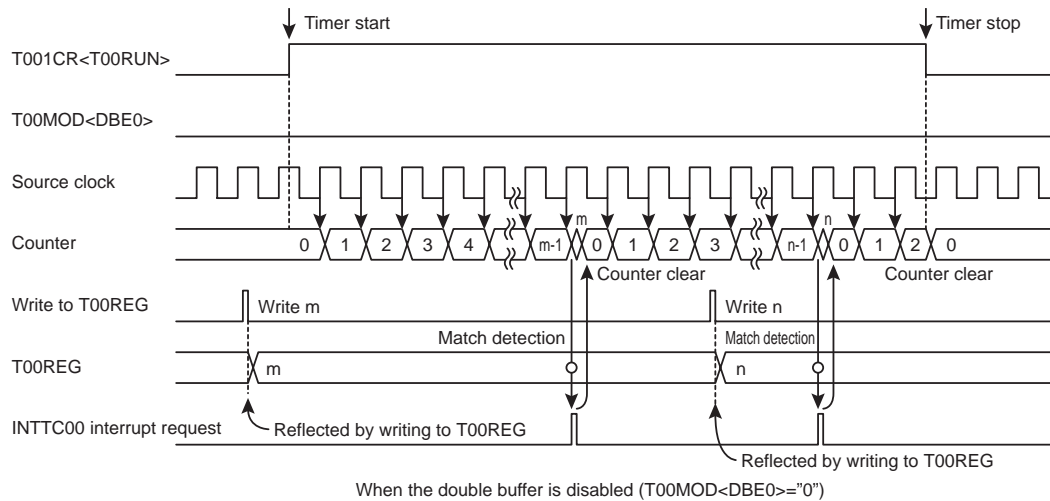 Timer start
Timer stop
T001CR<T00RUN>
T00MOD<DBE0>
Source clock
m
n
Counter
0 1 2 3 4 m-1 0 1 2 3 n-1 0 1 2 0
Counter clear
Counter clear
Write to T00REG
Write m
Write n
Match detection
Match detection
T00REG
m
n
INTTC00 interrupt request
Reflected by writing to T00REG
Reflected by writing to T00REG
When the double buffer is disabled (T00MOD<DBE0>=”0”)